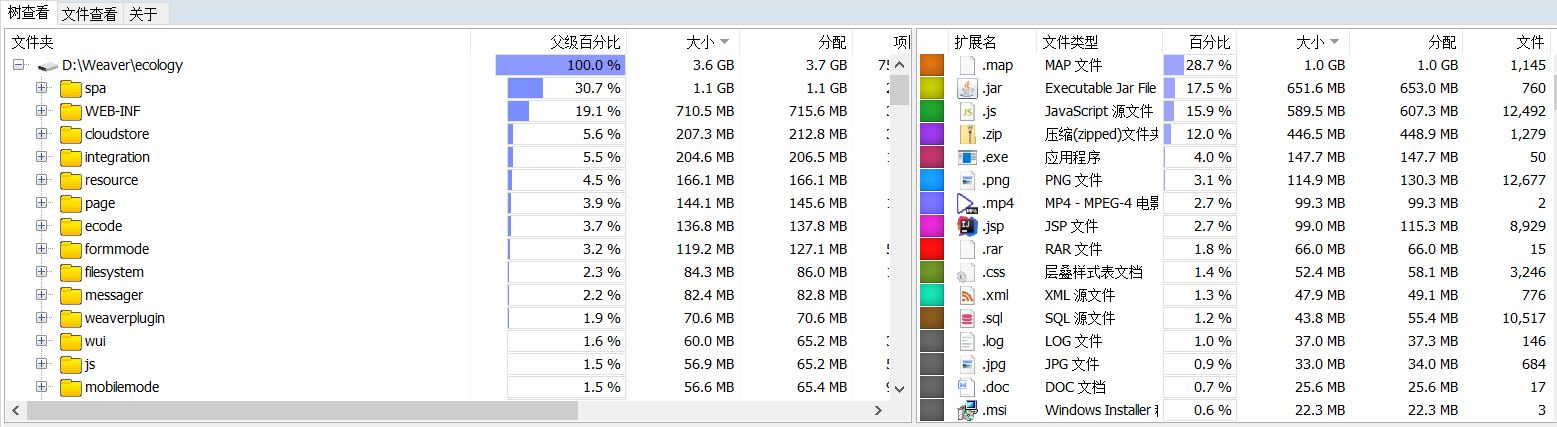 树查看 文件查看 关于
文件夹 父级百分比 大小 分配
D:\Weaver\ecology 100.0 % 3.6 GB 3.7 GB
spa 30.7 % 1.1 GB 1.1 GB
WEB-INF 19.1 % 710.5 MB 715.6 MB
cloudstore 5.6 % 207.3 MB 212.8 MB
integration 5.5 % 204.6 MB 206.5 MB
resource 4.5 % 166.1 MB 166.1 MB
page 3.9 % 144.1 MB 145.6 MB
ecode 3.7 % 136.8 MB 137.8 MB
formmode 3.2 % 119.2 MB 127.1 MB
filesystem 2.3 % 84.3 MB 86.0 MB
messager 2.2 % 82.4 MB 82.8 MB
weaverplugin 1.9 % 70.6 MB 70.6 MB
wui 1.6 % 60.0 MB 65.2 MB
js 1.5 % 56.9 MB 65.2 MB
mobilemode 1.5 % 56.6 MB 65.4 MB
扩展名 文件类型 百分比 大小 分配 文件
.map MAP 文件 28.7 % 1.0 GB 1.0 GB 1,145
.jar Executable Jar File 17.5 % 651.6 MB 653.0 MB 760
.js JavaScript 源文件 15.9 % 589.5 MB 607.3 MB 12,492
.zip 压缩(zipped)文件夹 12.0 % 446.5 MB 448.9 MB 1,279
.exe 应用程序 4.0 % 147.7 MB 147.7 MB 50
.png PNG 文件 3.1 % 114.9 MB 130.3 MB 12,677
.mp4 MP4 - MPEG-4 电影 2.7 % 99.3 MB 99.3 MB 2
.jsp JSP 文件 2.7 % 99.0 MB 115.3 MB 8,929
.rar RAR 文件 1.8 % 66.0 MB 66.0 MB 15
.css 层叠样式表文档 1.4 % 52.4 MB 58.1 MB 3,246
.xml XML 源文件 1.3 % 47.9 MB 49.1 MB 776
.sql SQL 源文件 1.2 % 43.8 MB 55.4 MB 10,517
.log LOG 文件 1.0 % 37.0 MB 37.3 MB 146
.jpg JPG 文件 0.9 % 33.0 MB 34.0 MB 684
.doc DOC 文档 0.7 % 25.6 MB 25.6 MB 17
.msi Windows Installer 0.6 % 22.3 MB 22.3 MB 3